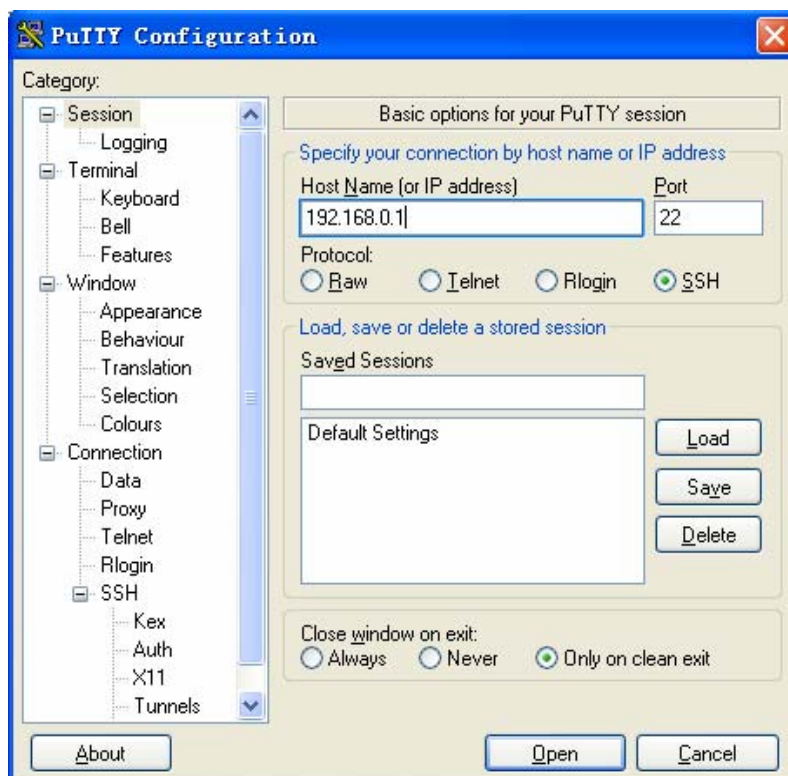 PuTTY Configuration
Category:
Session
Logging
Terminal
Keyboard
Bell
Features
Window
Appearance
Behaviour
Translation
Selection
Colours
Connection
Data
Proxy
Telnet
Rlogin
SSH
Kex
Auth
X11
Tunnels
Basic options for your PuTTY session
Specify your connection by host name or IP address
Host Name (or IP address) Port
192.168.0.1 22
Protocol:
Raw Telnet Rlogin SSH
Load, save or delete a stored session
Saved Sessions
Default Settings
Load
Save
Delete
Close window on exit:
Always Never Only on clean exit
About Open Cancel